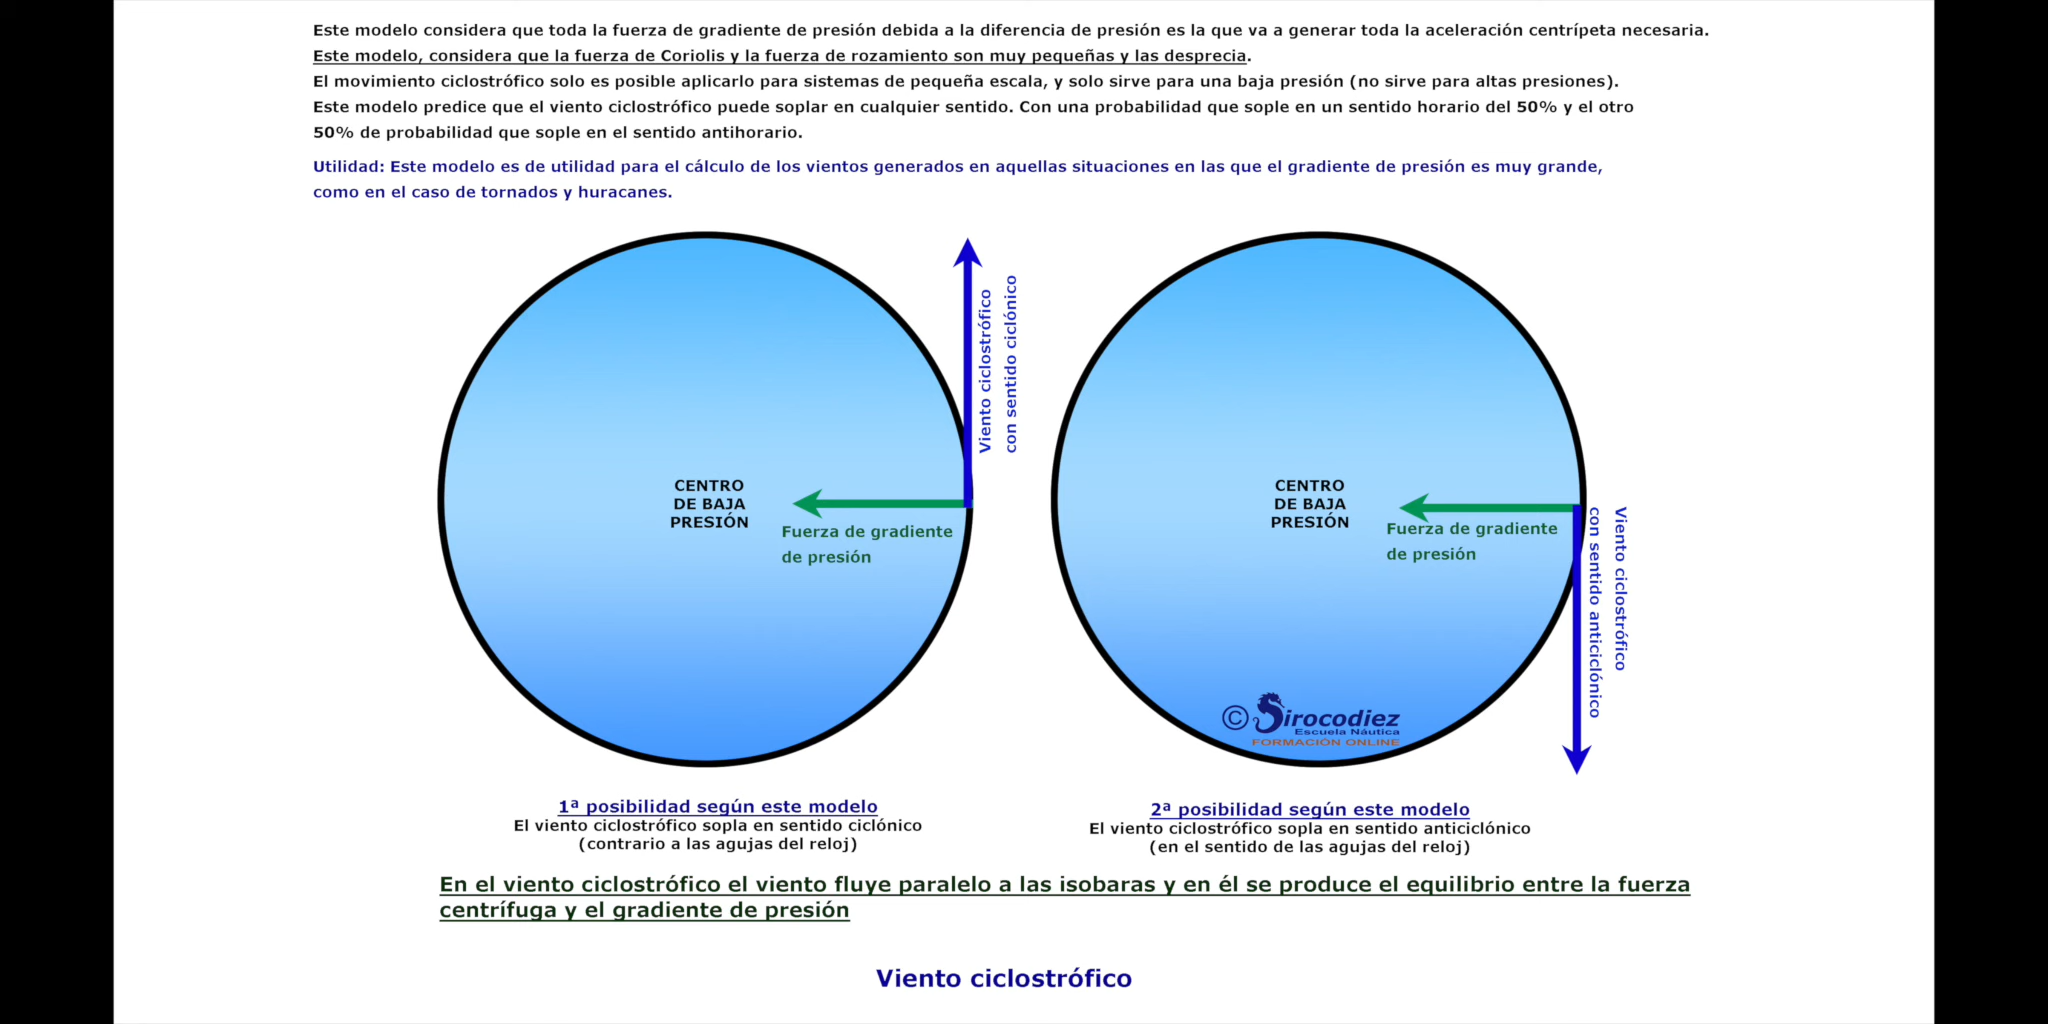 Este modelo considera que toda la fuerza de gradiente de presión debida a la diferencia de presión es la que va a generar toda la aceleración centrípeta necesaria.
Este modelo, considera que la fuerza de Coriolis y la fuerza de rozamiento son muy pequeñas y las desprecia.
El movimiento ciclostrófico solo es posible aplicarlo para sistemas de pequeña escala, y solo sirve para una baja presión (no sirve para altas presiones).
Este modelo predice que el viento ciclostrófico puede soplar en cualquier sentido. Con una probabilidad que sople en un sentido horario del 50% y el otro
50% de probabilidad que sople en el sentido antihorario.
Utilidad: Este modelo es de utilidad para el cálculo de los vientos generados en aquellas situaciones en las que el gradiente de presión es muy grande,
como en el caso de tornados y huracanes.
CENTRO
DE BAJA
PRESIÓN
Fuerza de gradiente
de presión
Viento ciclostrófico
con sentido ciclónico
CENTRO
DE BAJA
PRESIÓN
Fuerza de gradiente
de presión
Viento ciclostrófico
con sentido anticiclónico
© Sirocodiez
Escuela Náutica
FORMACIÓN ONLINE
1ª posibilidad según este modelo
El viento ciclostrófico sopla en sentido ciclónico
(contrario a las agujas del reloj)
2ª posibilidad según este modelo
El viento ciclostrófico sopla en sentido anticiclónico
(en el sentido de las agujas del reloj)
En el viento ciclostrófico el viento fluye paralelo a las isobaras y en él se produce el equilibrio entre la fuerza
centrífuga y el gradiente de presión
Viento ciclostrófico